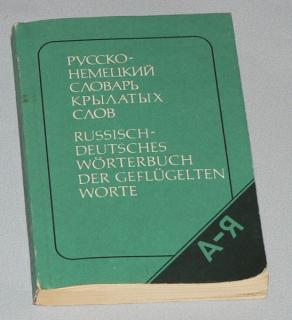 РУССКО-
НЕМЕЦКИЙ
СЛОВАРЬ
КРЫЛАТЫХ
СЛОВ
RUSSISCH-
DEUTSCHES
WÖRTERBUCH
DER GEFLÜGELTEN
WORTE
А-Я